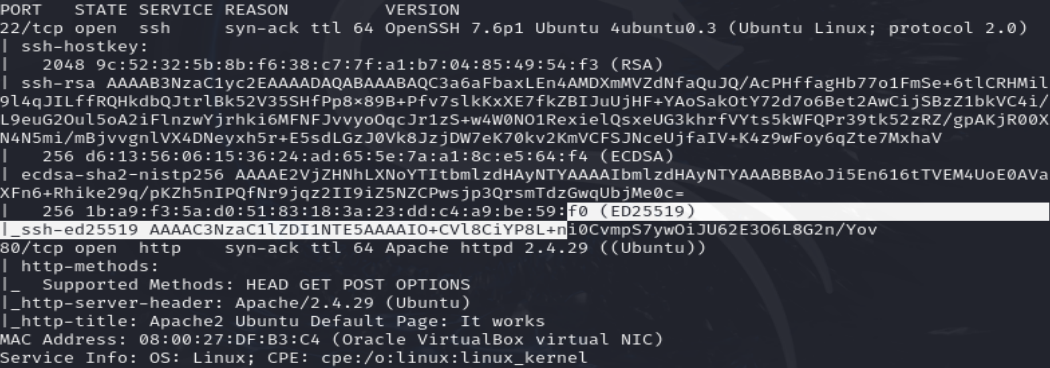 PORT STATE SERVICE REASON VERSION
22/tcp open ssh syn-ack ttl 64 OpenSSH 7.6p1 Ubuntu 4ubuntu0.3 (Ubuntu Linux; protocol 2.0)
| ssh-hostkey:
| 2048 9c:52:32:5b:8b:f6:38:c7:7f:a1:b7:04:85:49:54:f3 (RSA)
| ssh-rsa AAAAB3NzaC1yc2EAAAADAQABAAABAQC3a6aFbaxLEn4AMDXmMVZdNfaQuJQ/AcPHffagHb77o1FmSe+6tlCRHMil
9l4qJILffRQHkdbQJtrlBk52V35SHfPp8×89B+Pfv7slkKxXE7fkZBIJuUjHF+YAoSakOtY72d7o6Bet2AwCijSBzZ1bkVC4i/
L9euG2Oul5oA2iFlnzwYjrhki6MFNFJvvyoOqcJr1zS+w4W0NO1RexielQsxeUG3khrfVYts5kWFQPr39tk52zRZ/gpAKjR00X
N4N5mi/mBjvvgnlVX4DNeyxh5r+E5sdLGzJ0Vk8JzjDW7eK70kv2KmVCFSJNceUjfaIV+K4z9wFoy6qZte7MxhaV
| 256 d6:13:56:06:15:36:24:ad:65:5e:7a:a1:8c:e5:64:f4 (ECDSA)
| ecdsa-sha2-nistp256 AAAAE2VjZHNhLXNoYTItbmlzdHAyNTYAAAAIbmlzdHAyNTYAAABBBAoJi5En616tTVEM4UoE0AVa
XFn6+Rhike29q/pKZh5nIPQfNr9jqz2II9iZ5NZCPwsjp3QrsmTdzGwqUbjMe0c=
| 256 1b:a9:f3:5a:d0:51:83:18:3a:23:dd:c4:a9:be:59:f0 (ED25519)
|_ssh-ed25519 AAAAC3NzaC1lZDI1NTE5AAAAIO+CVl8CiYP8L+ni0CvmpS7ywOiJU62E3O6L8G2n/Yov
80/tcp open http syn-ack ttl 64 Apache httpd 2.4.29 ((Ubuntu))
| http-methods:
|_ Supported Methods: HEAD GET POST OPTIONS
|_http-server-header: Apache/2.4.29 (Ubuntu)
|_http-title: Apache2 Ubuntu Default Page: It works
MAC Address: 08:00:27:DF:B3:C4 (Oracle VirtualBox virtual NIC)
Service Info: OS: Linux; CPE: cpe:/o:linux:linux_kernel